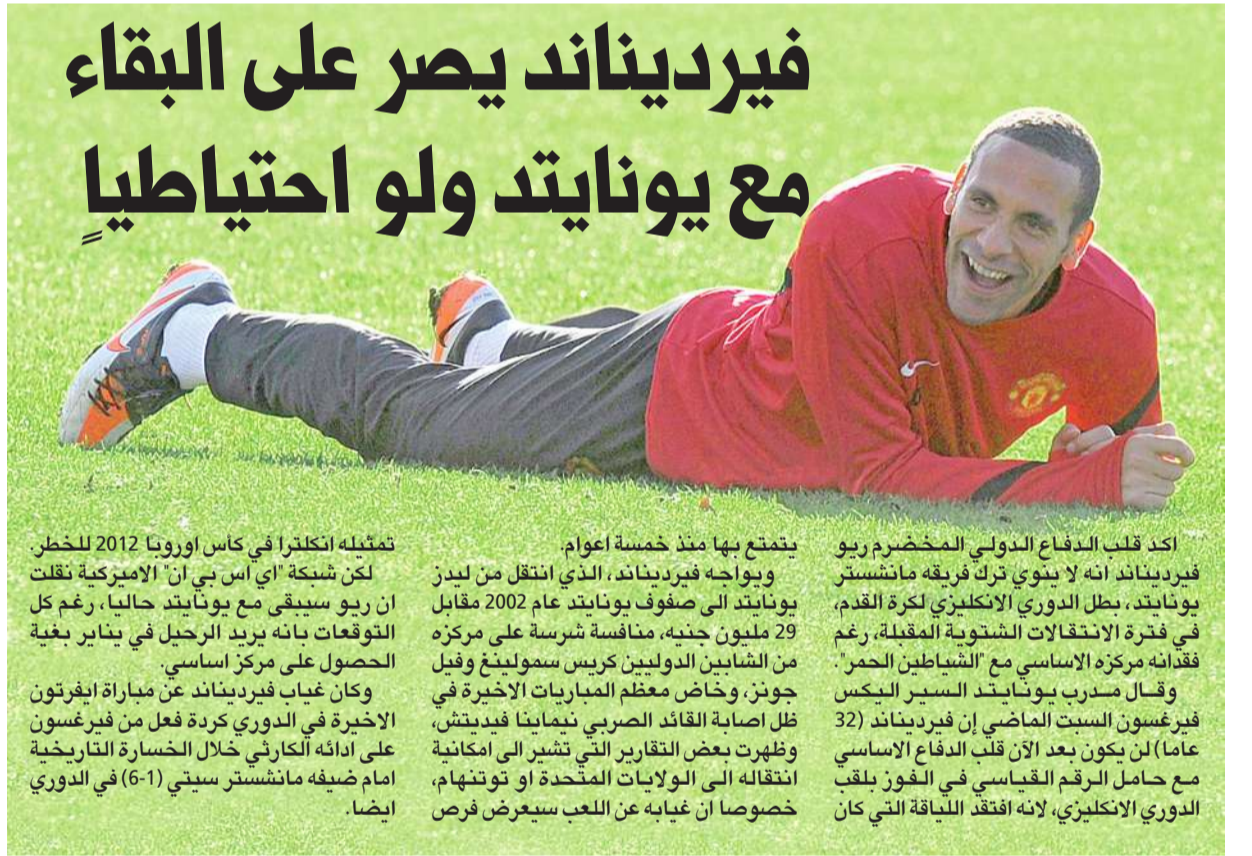 فيرديناند يصر على البقاء
مع يونايتد ولو احتياطياً
اكد قلب الدفاع الدولي المخضرم ريو
فيرديناند انه لا ينوي ترك فريقه مانشستر
يونايتد، بطل الدوري الانكليزي لكرة القدم،
في فترة الانتقالات الشتوية المقبلة، رغم
فقدانه مركزه الاساسي مع "الشياطين الحمر".
وقال مدرب يونايتد السير اليكس
فيرغسون السبت الماضي إن فيرديناند (32
عاما) لن يكون بعد الآن قلب الدفاع الاساسي
مع حامل الرقم القياسي في الفوز بلقب
الدوري الانكليزي، لانه افتقد اللياقة التي كان
يتمتع بها منذ خمسة اعوام.
ويواجه فيرديناند، الذي انتقل من ليدز
يونايتد الى صفوف يونايتد عام 2002 مقابل
29 مليون جنيه، منافسة شرسة على مركزه
من الشابين الدوليين كريس سمولينغ وفيل
جونز، وخاض معظم المباريات الاخيرة في
ظل اصابة القائد الصربي نيمانينا فيديتش،
وظهرت بعض التقارير التي تشير الى امكانية
انتقاله الى الولايات المتحدة او توتنهام،
خصوصا ان غيابه عن اللعب سيعرض فرص
تمثيله انكلترا في كأس اوروبا 2012 للخطر.
لكن شبكة "اي اس بي ان" الاميركية نقلت
ان ريو سيبقى مع يونايتد حاليا، رغم كل
التوقعات بانه يريد الرحيل في يناير بغية
الحصول على مركز اساسي.
وكان غياب فيرديناند عن مباراة ايفرتون
الاخيرة في الدوري كردة فعل من فيرغسون
على ادائه الكارثي خلال الخسارة التاريخية
امام ضيفه مانشستر سيتي (1-6) في الدوري
ايضا.